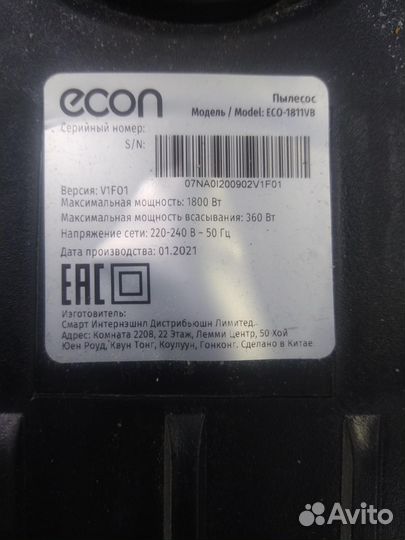 econ
Пылесос
Модель / Model: ECO-1811VB
Серийный номер:
S/N:
07NA0I200902V1F01
Версия: V1F01
Максимальная мощность: 1800 Вт
Максимальная мощность всасывания: 360 Вт
Напряжение сети: 220-240 В ~ 50 Гц
Дата производства: 01.2021
EAC
Изготовитель:
Смарт Интернэшнл Дистрибьюшн Лимитед.
Адрес: Комната 2208, 22 Этаж, Лемми Центр, 50 Хой
Юен Роуд, Квун Тонг, Коулуун, Гонконг. Сделано в Китае
Avito